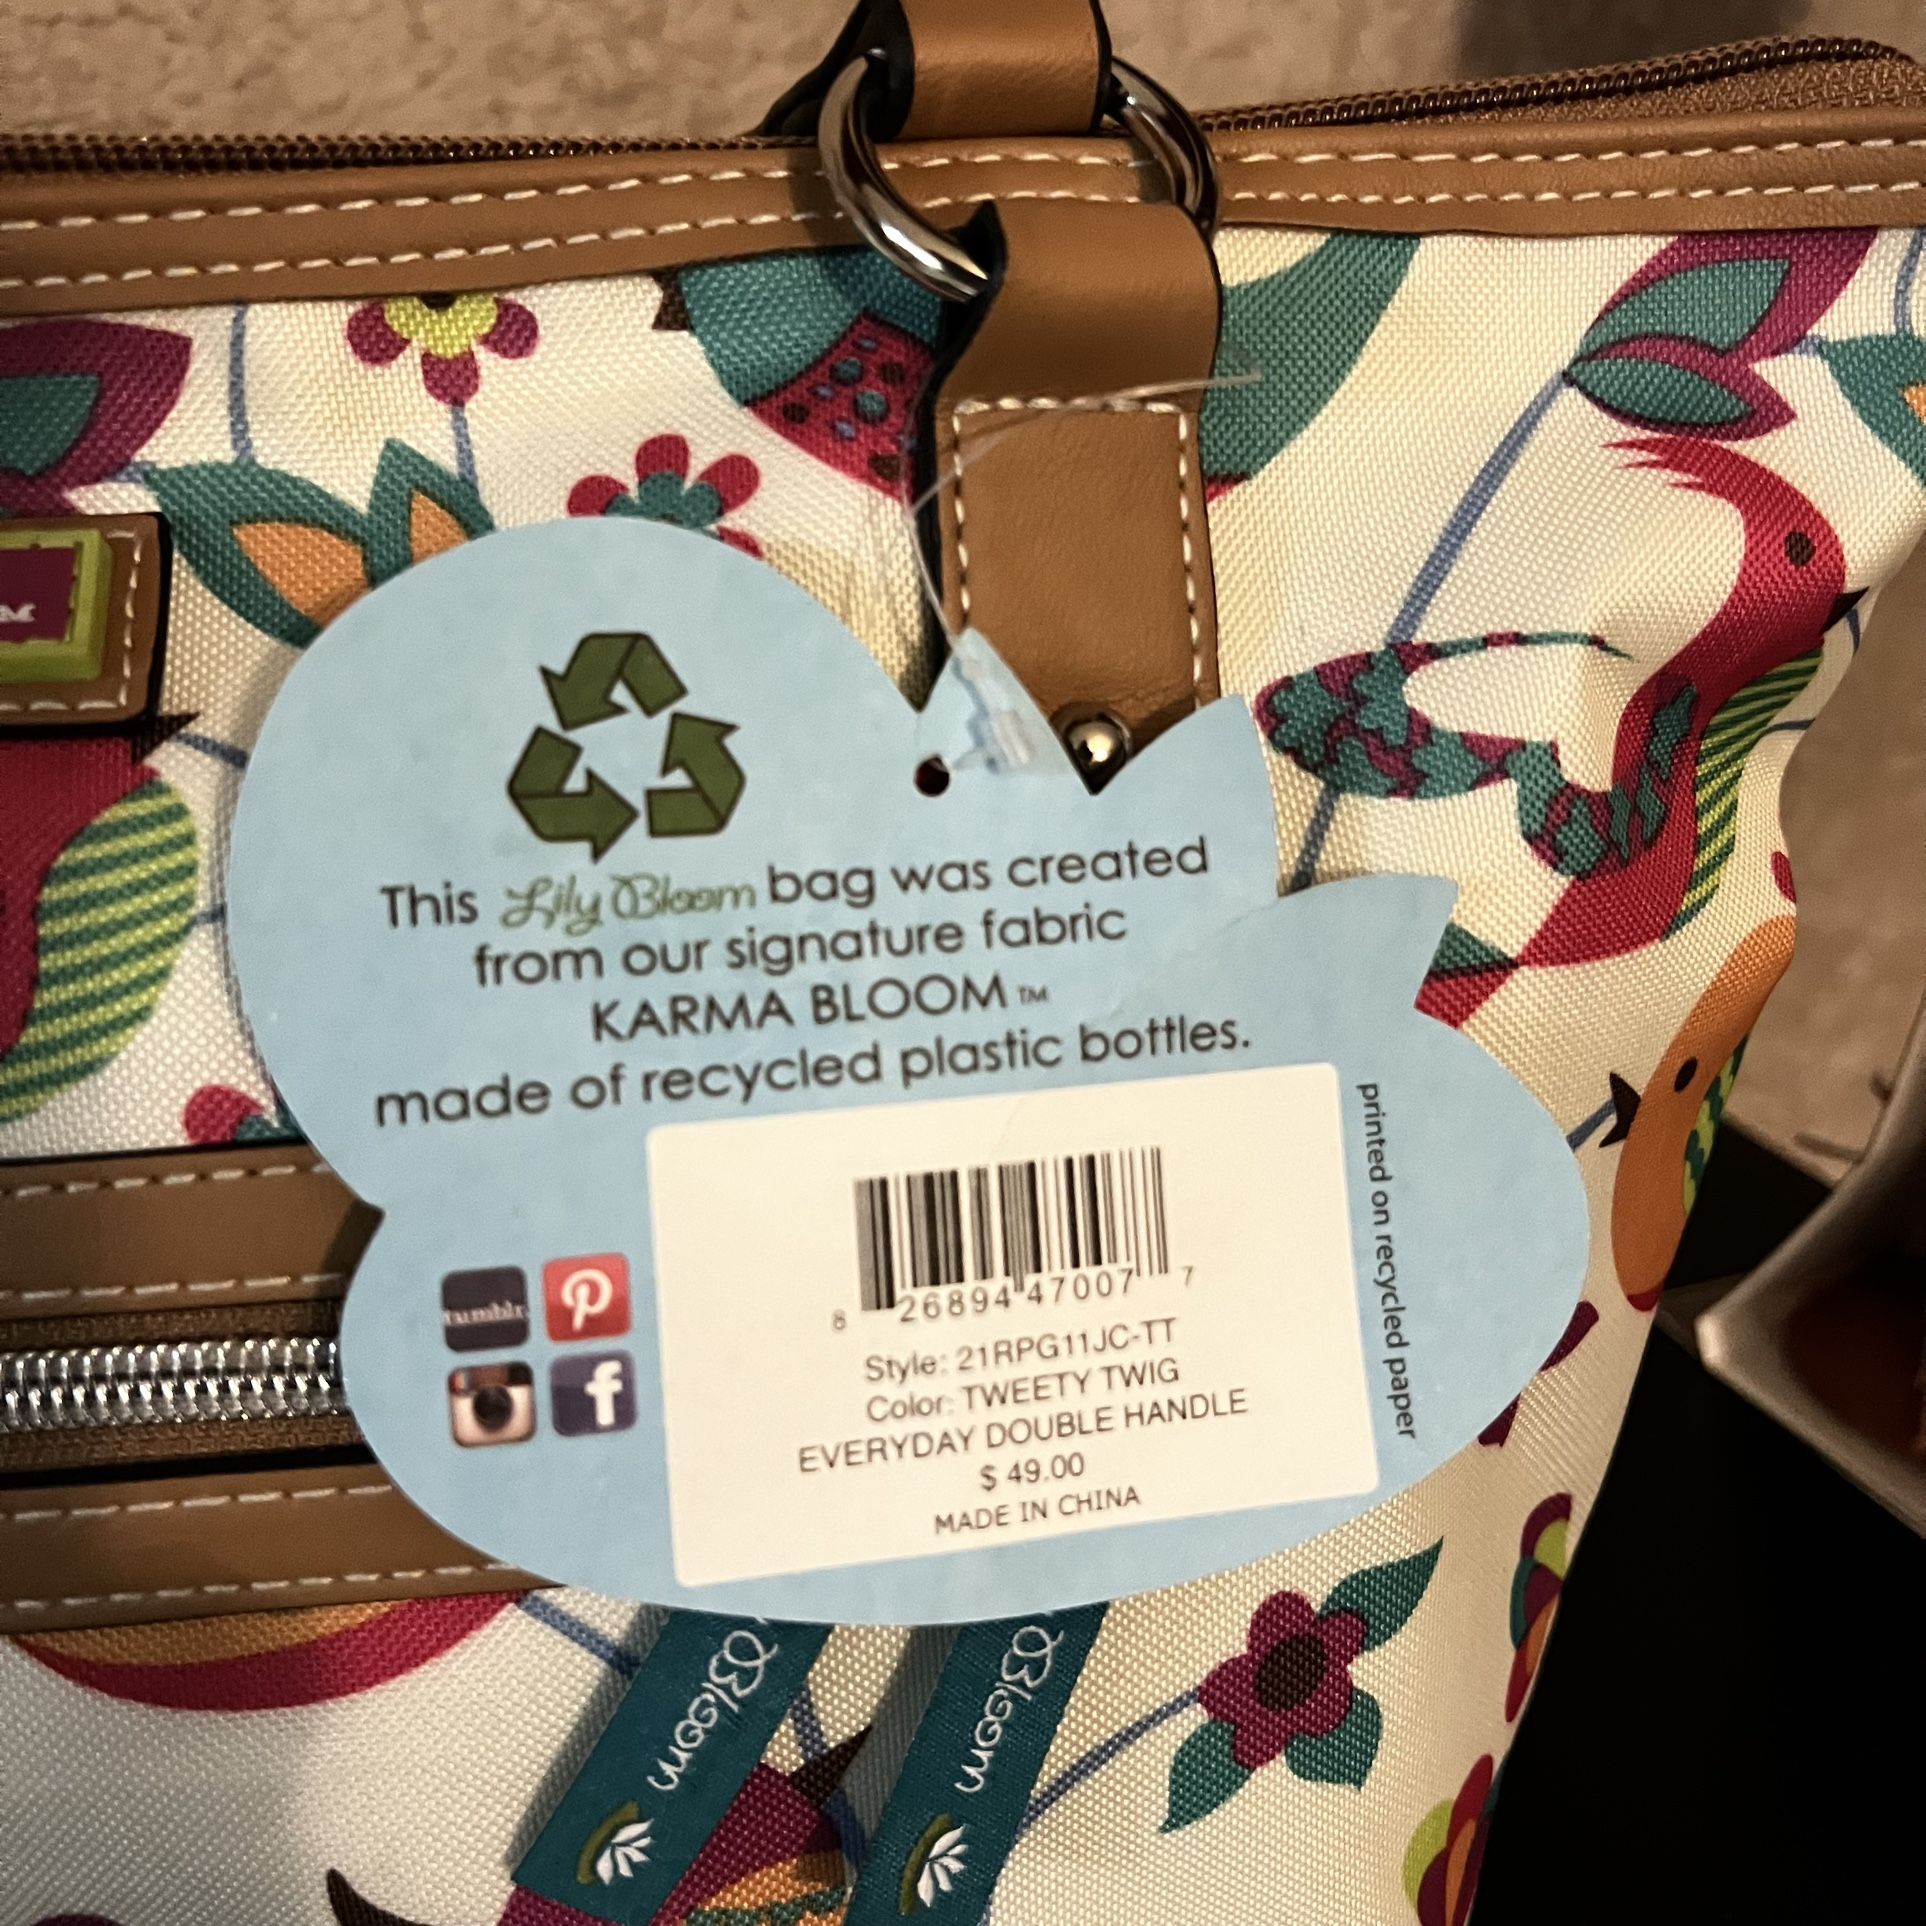 This Lily Bloom bag was created
from our signature fabric
KARMA BLOOM™
made of recycled plastic bottles.
printed on recycled paper
8 26894 47007 7
tumblr.
Style: 21RPG11JC-TT
Color: TWEETY TWIG
EVERYDAY DOUBLE HANDLE
$ 49.00
MADE IN CHINA
Bloom
Bloom